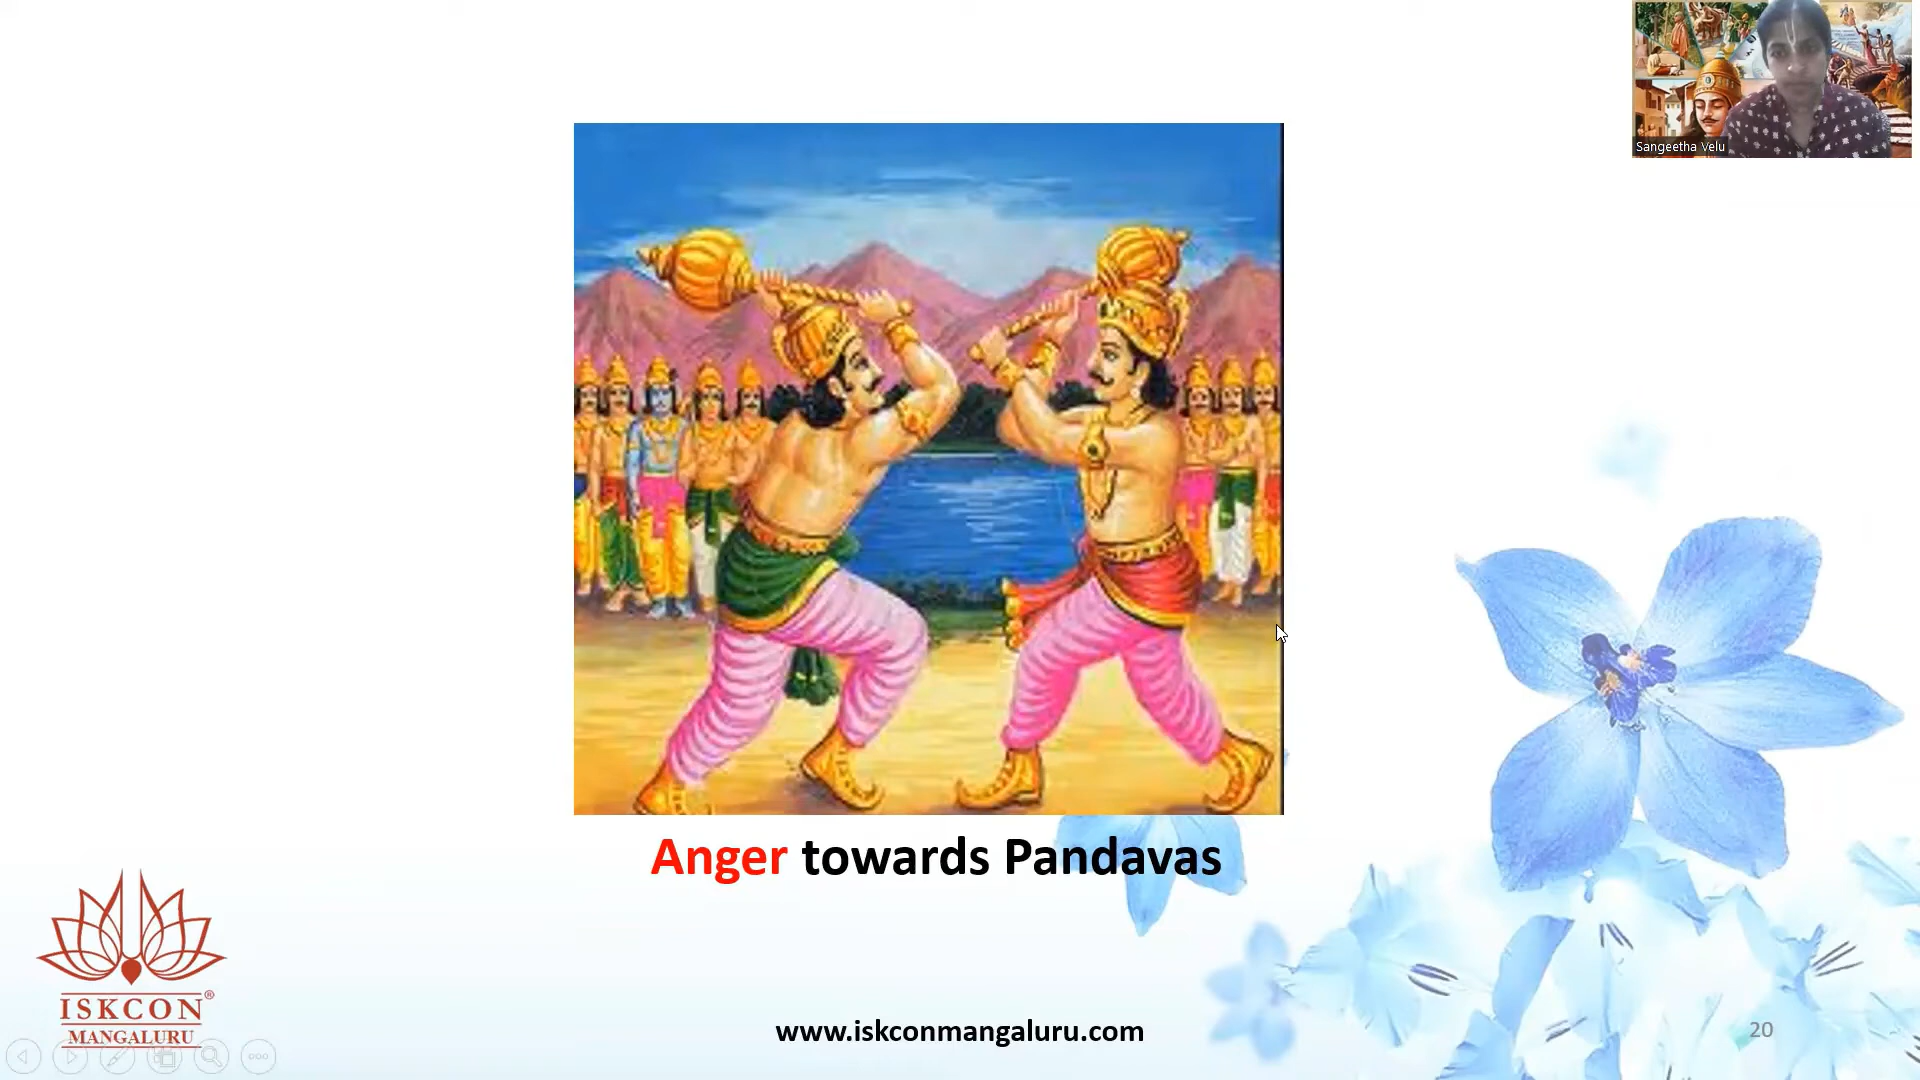 Sangeetha Velu
Anger towards Pandavas
ISKCON®
MANGALURU
www.iskconmangaluru.com
20